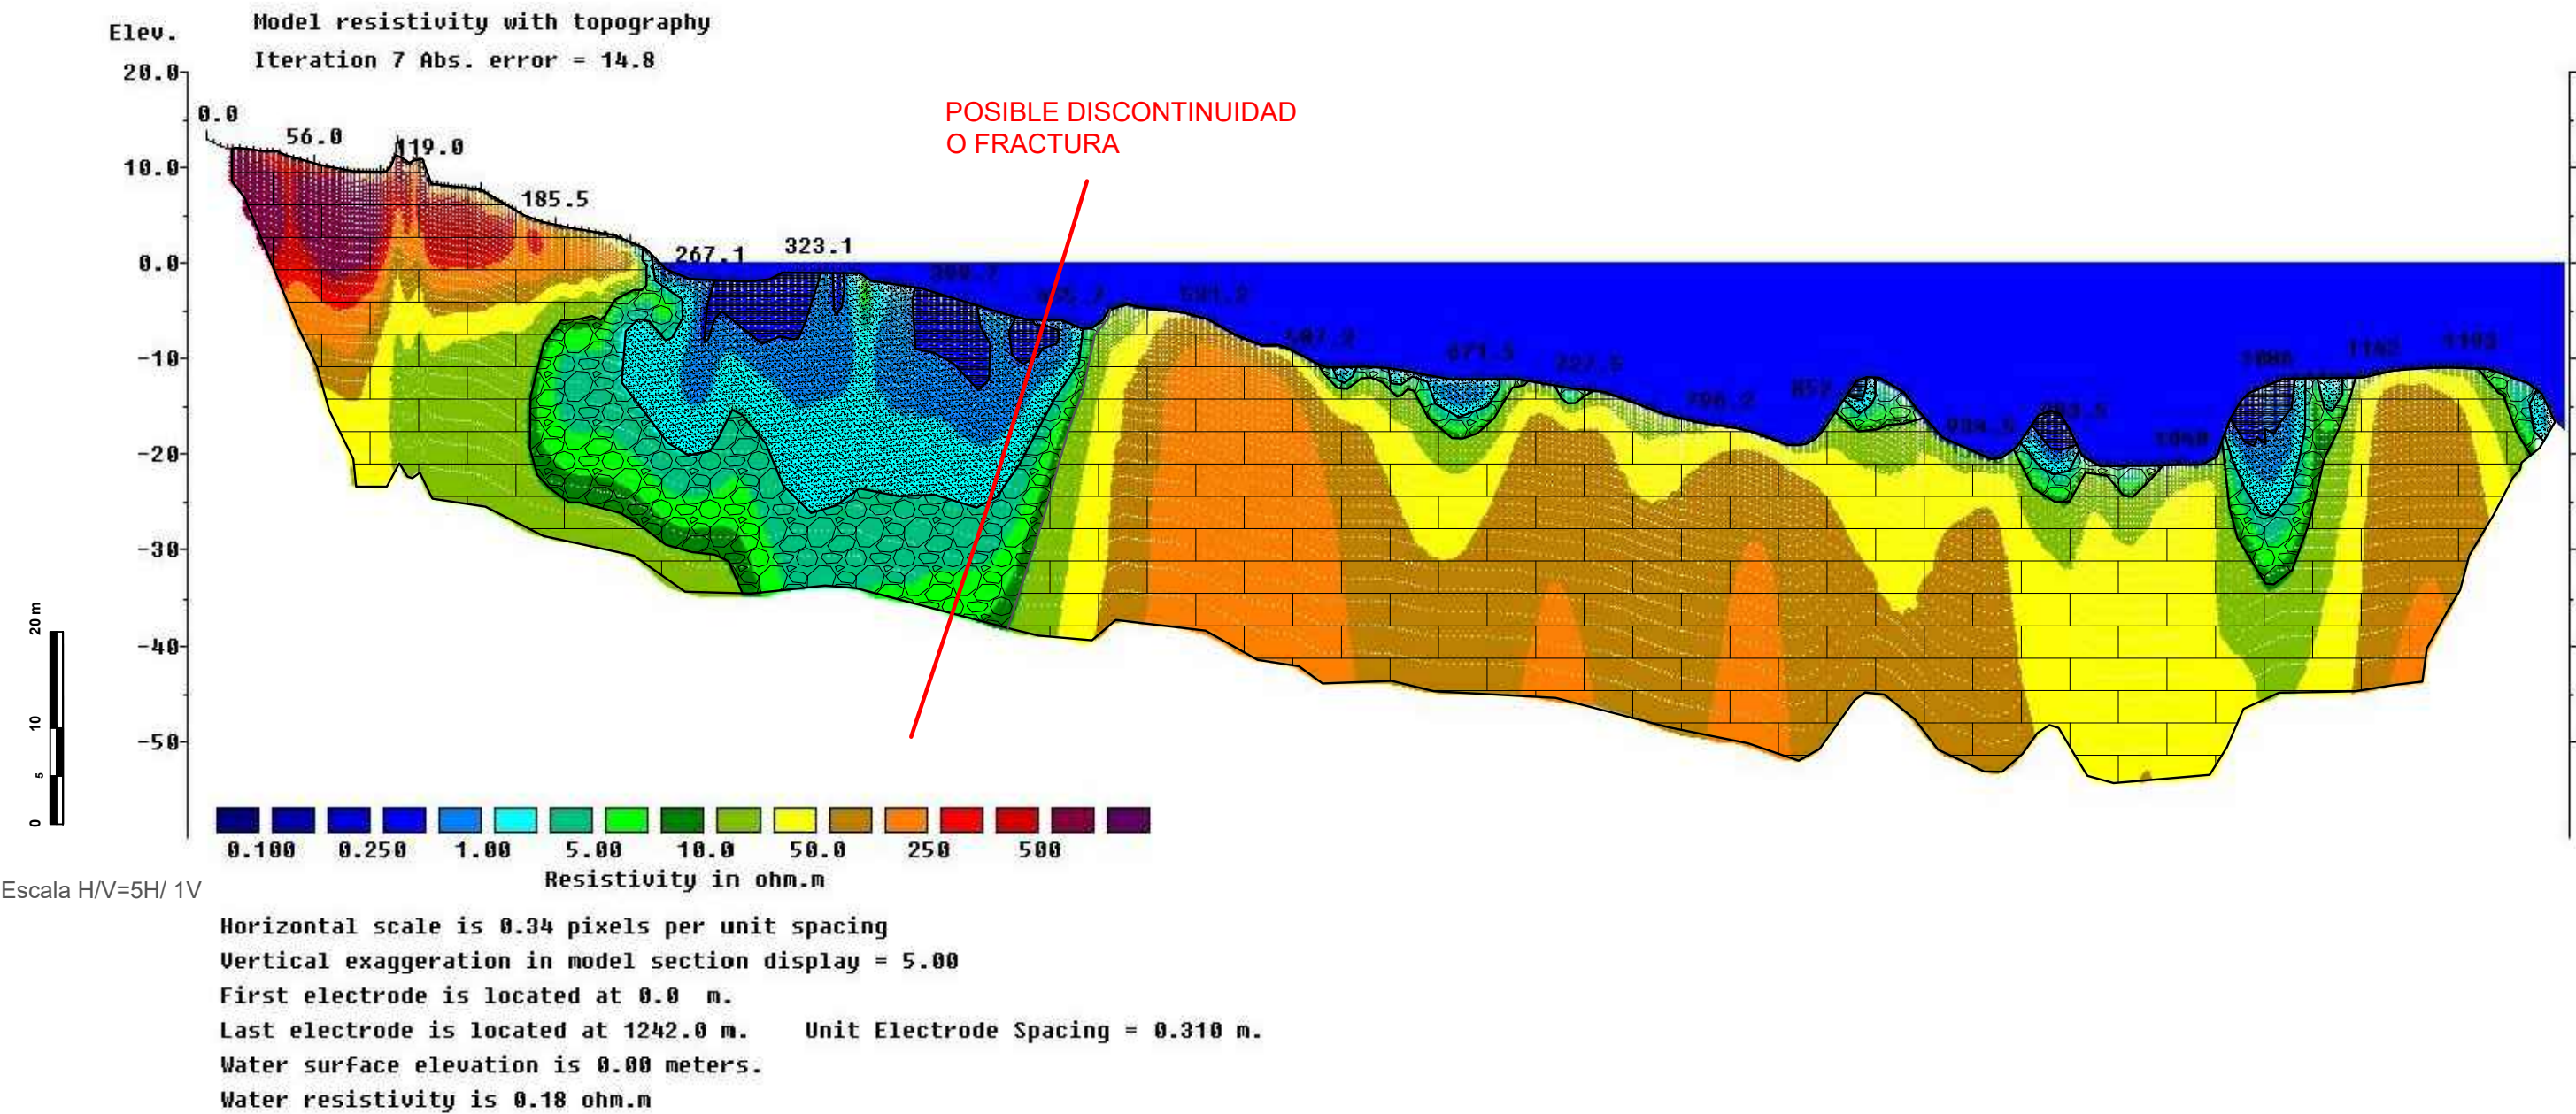 Model resistivity with topography
Elev.
Iteration 7 Abs. error = 14.8
20.0
10.0
0.0
-10
-20
-30
-40
-50
0.0
56.0
119.0
185.5
267.1
323.1
POSIBLE DISCONTINUIDAD
O FRACTURA
671.5
727.5
0 5 10 20 m
0.100 0.250 1.00 5.00 10.0 50.0 250 500
Resistivity in ohm.m
Escala H/V=5H/ 1V
Horizontal scale is 0.34 pixels per unit spacing
Vertical exaggeration in model section display = 5.00
First electrode is located at 0.0 m.
Last electrode is located at 1242.0 m. Unit Electrode Spacing = 0.310 m.
Water surface elevation is 0.00 meters.
Water resistivity is 0.18 ohm.m